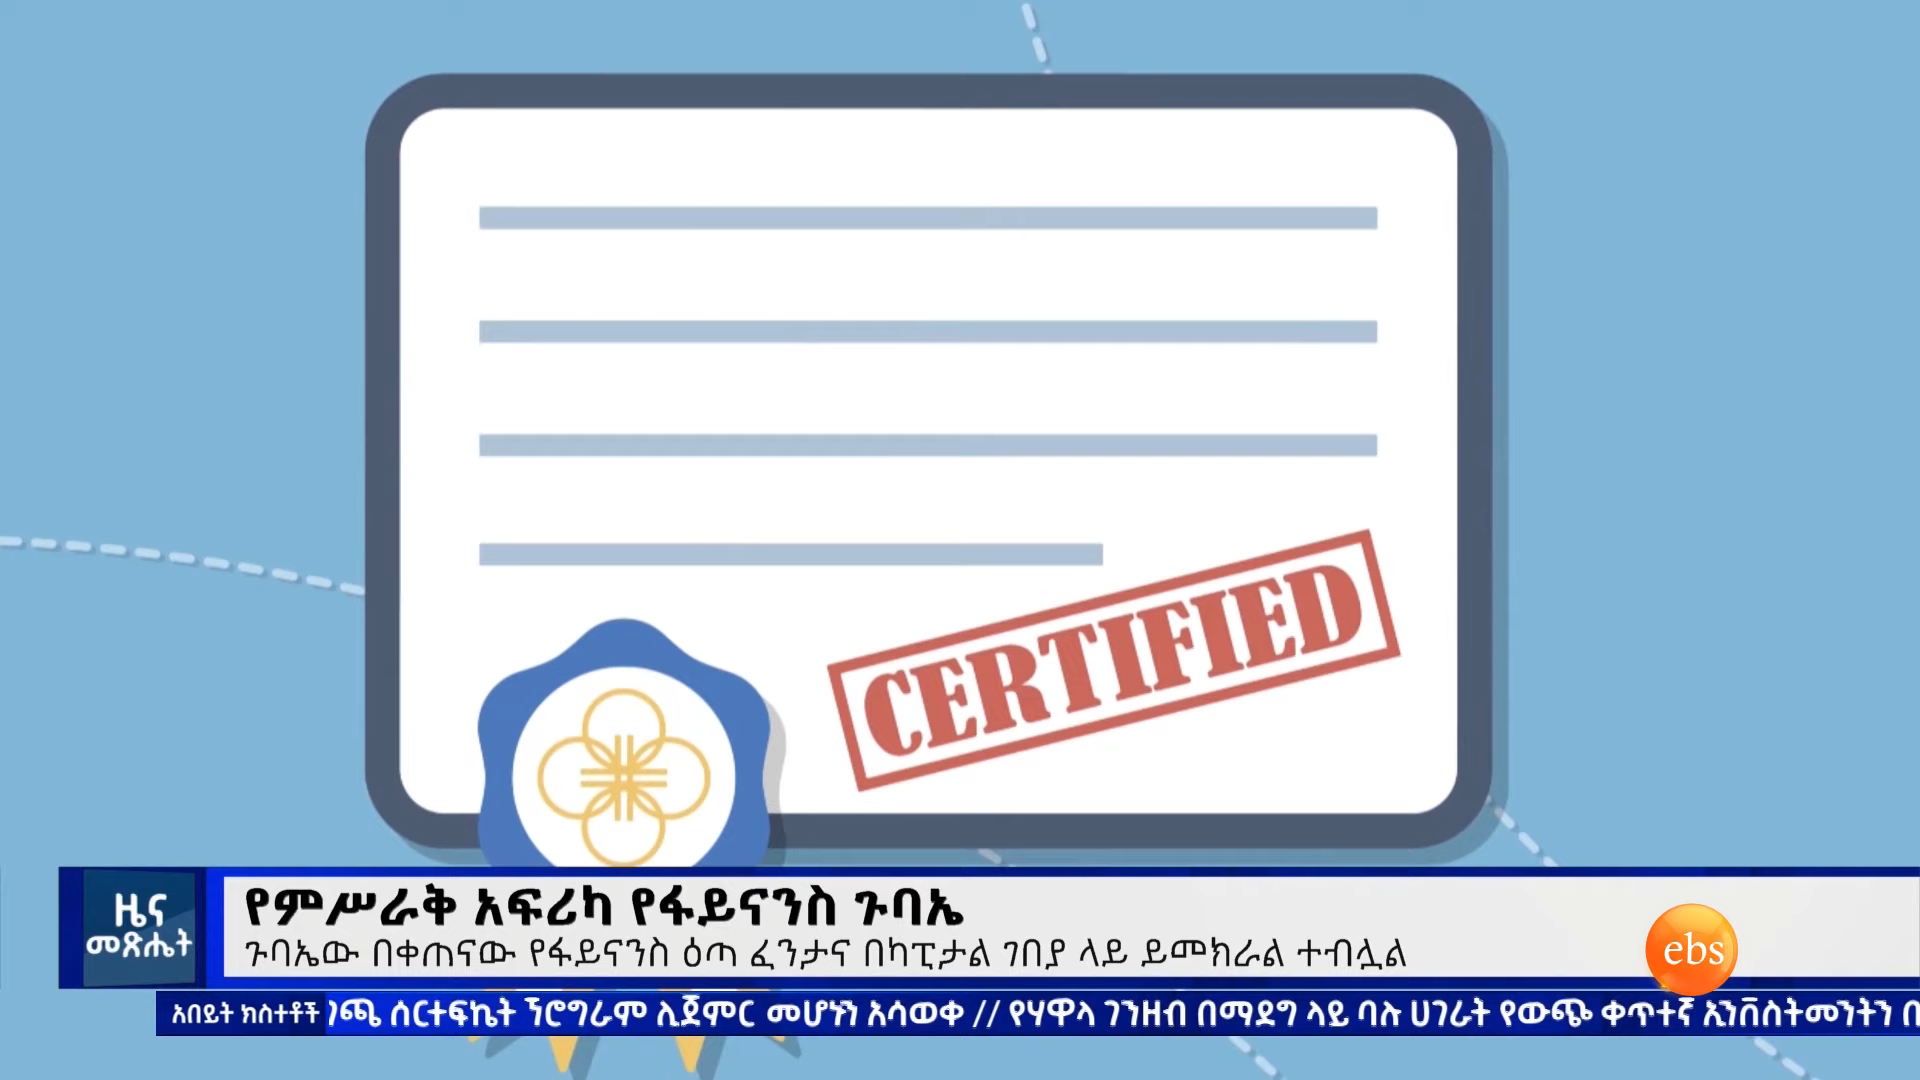 CERTIFIED
ዜና
መጽሔት
የምሥራቅ አፍሪካ የፋይናንስ ጉባኤ
ጉባኤው በቀጠናው የፋይናንስ ዕጣ ፈንታና በካፒታል ገበያ ላይ ይመክራል ተብሏል
ebs
አበይት ክስተቶች
ሰርተፍኬት ኘሮግራም ሊጀምር መሆኑን አሳወቀ // የሃዋላ ገንዘብ በማደግ ላይ ባሉ ሀገራት የውጭ ቀጥተኛ ኢንቨስትመንትን